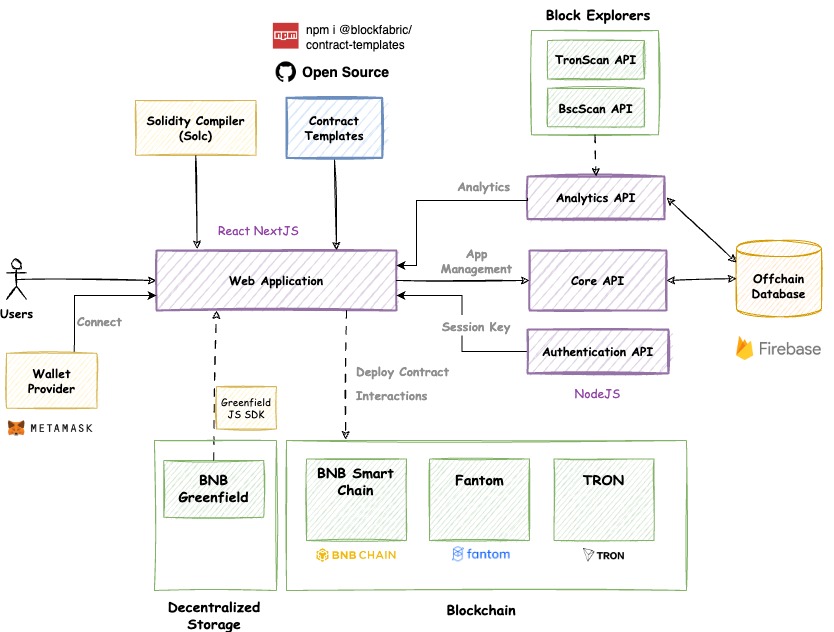 Block Explorers
npm
npm i @blockfabric/
contract-templates
Open Source
TronScan API
BscScan API
Solidity Compiler
(Solc)
Contract
Templates
Analytics
Analytics API
React NextJS
Web Application
App
Management
Core API
Offchain
Database
Users
Connect
Session Key
Authentication API
Firebase
Wallet
Provider
METAMASK
Deploy Contract
Interactions
NodeJS
Greenfield
JS SDK
BNB
Greenfield
BNB Smart
Chain
Fantom
TRON
BNB CHAIN
fantom
TRON
Decentralized
Storage
Blockchain